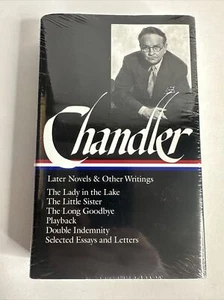 Chandler
Later Novels & Other Writings
The Lady in the Lake
The Little Sister
The Long Goodbye
Playback
Double Indemnity
Selected Essays and Letters